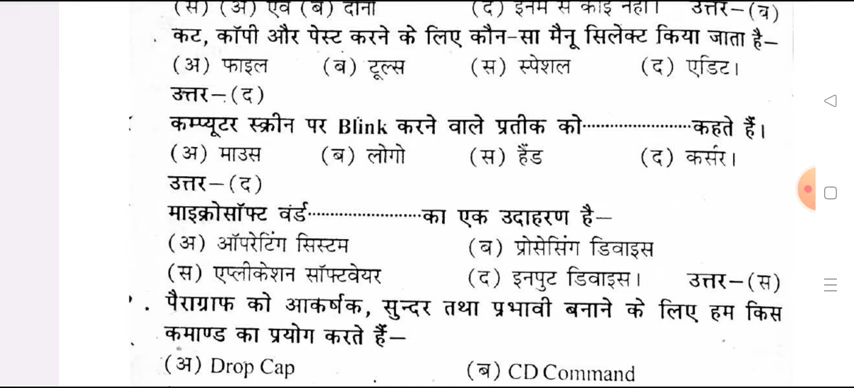 (स) (अ) एवं (ब) दोनों (द) इनमें से कोई नहीं। उत्तर–(ब)
कट, कॉपी और पेस्ट करने के लिए कौन-सा मैनू सिलेक्ट किया जाता है–
(अ) फाइल (ब) टूल्स (स) स्पेशल (द) एडिट।
उत्तर–(द)
कम्प्यूटर स्क्रीन पर Blink करने वाले प्रतीक को.....................कहते हैं।
(अ) माउस (ब) लोगो (स) हैंड (द) कर्सर।
उत्तर–(द)
माइक्रोसॉफ्ट वर्ड......................का एक उदाहरण है–
(अ) ऑपरेटिंग सिस्टम (ब) प्रोसेसिंग डिवाइस
(स) एप्लीकेशन सॉफ्टवेयर (द) इनपुट डिवाइस। उत्तर–(स)
. पैराग्राफ को आकर्षक, सुन्दर तथा प्रभावी बनाने के लिए हम किस
कमाण्ड का प्रयोग करते हैं–
(अ) Drop Cap (ब) CD Command